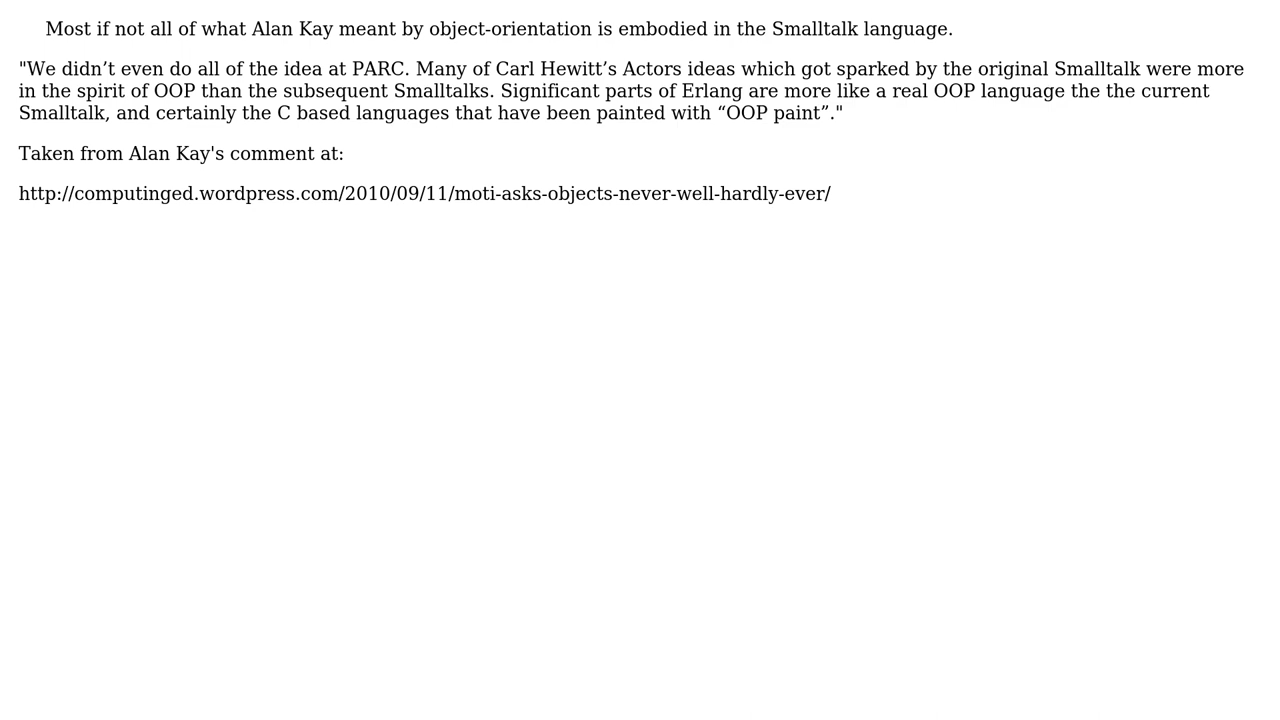 Most if not all of what Alan Kay meant by object-orientation is embodied in the Smalltalk language.
"We didn’t even do all of the idea at PARC. Many of Carl Hewitt’s Actors ideas which got sparked by the original Smalltalk were more
in the spirit of OOP than the subsequent Smalltalks. Significant parts of Erlang are more like a real OOP language the the current
Smalltalk, and certainly the C based languages that have been painted with “OOP paint”."
Taken from Alan Kay's comment at:
http://computinged.wordpress.com/2010/09/11/moti-asks-objects-never-well-hardly-ever/